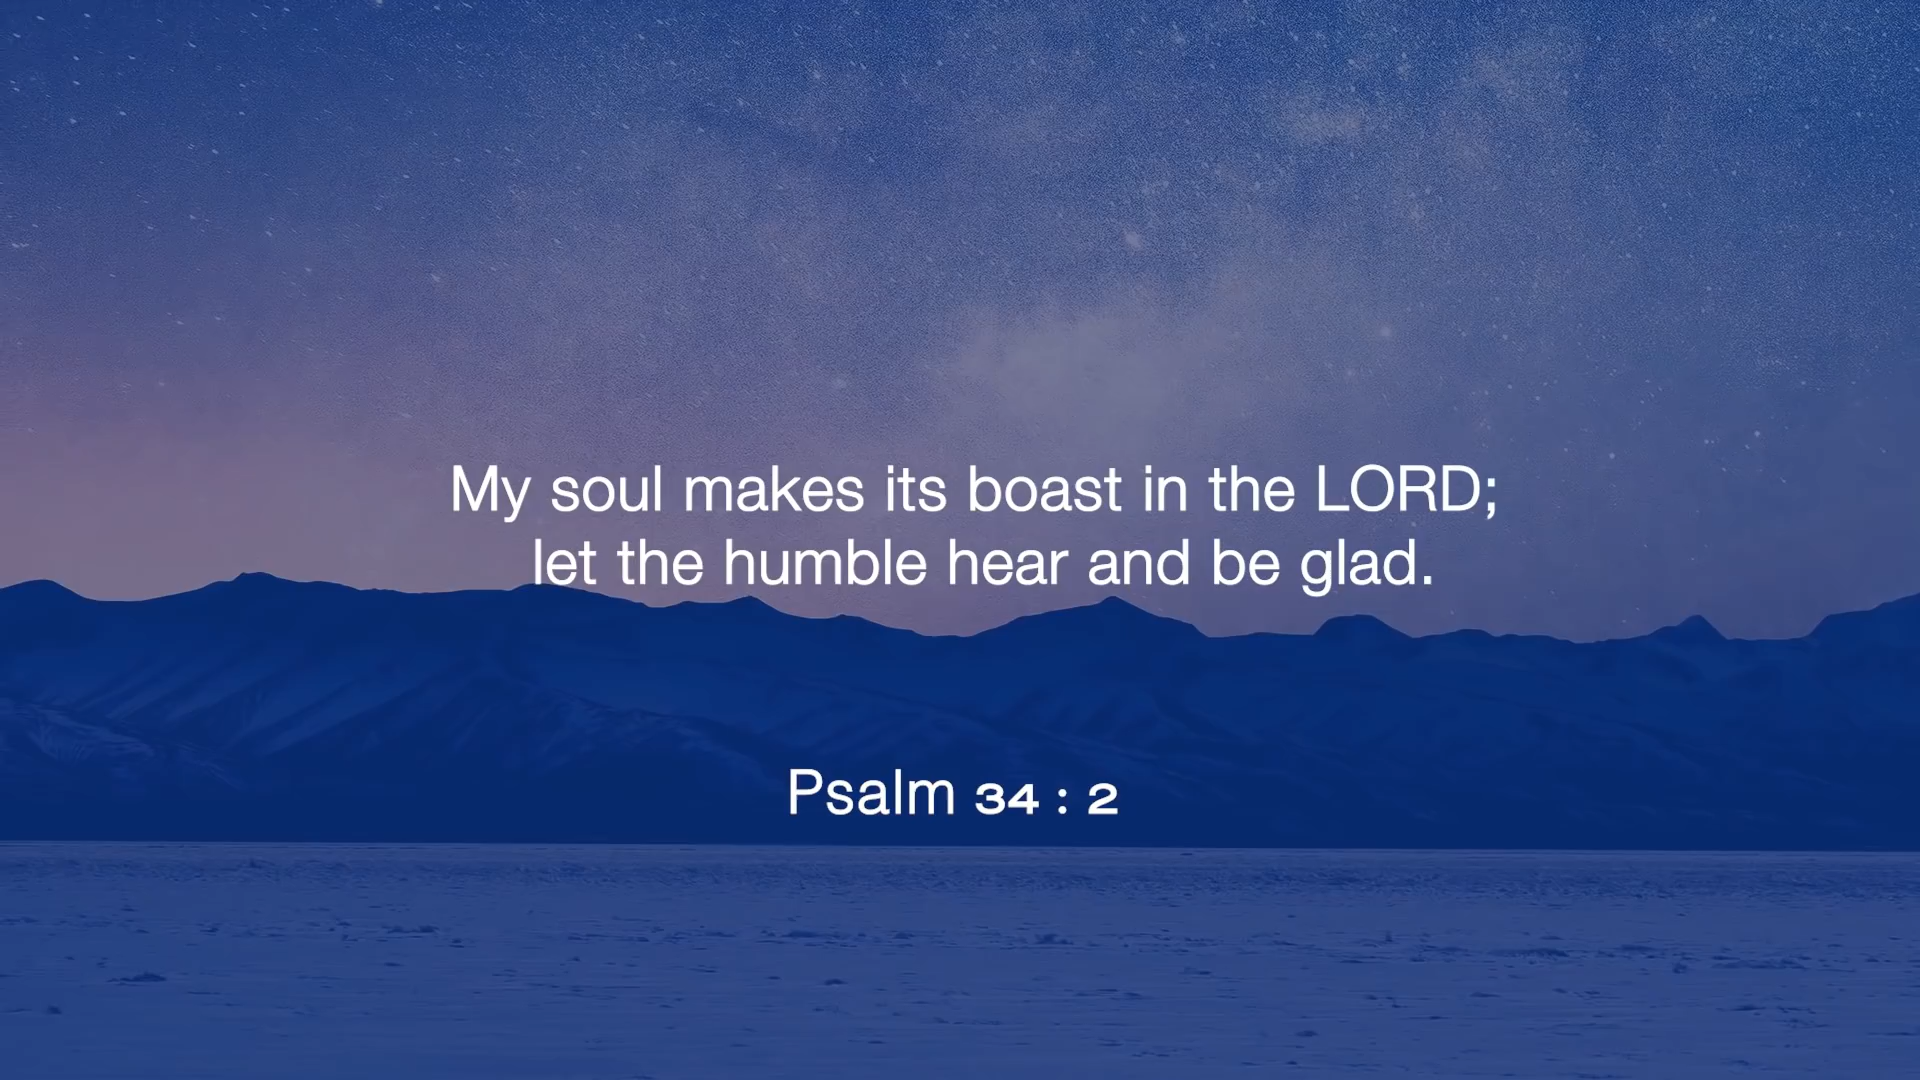 My soul makes its boast in the LORD;
let the humble hear and be glad.
Psalm 34 : 2